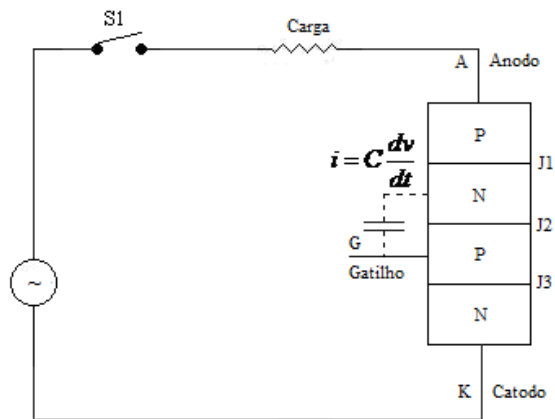 S1
Carga
A Anodo
P
i = C dv/dt
J1
N
J2
G
Gatilho
P
J3
~
N
K Catodo